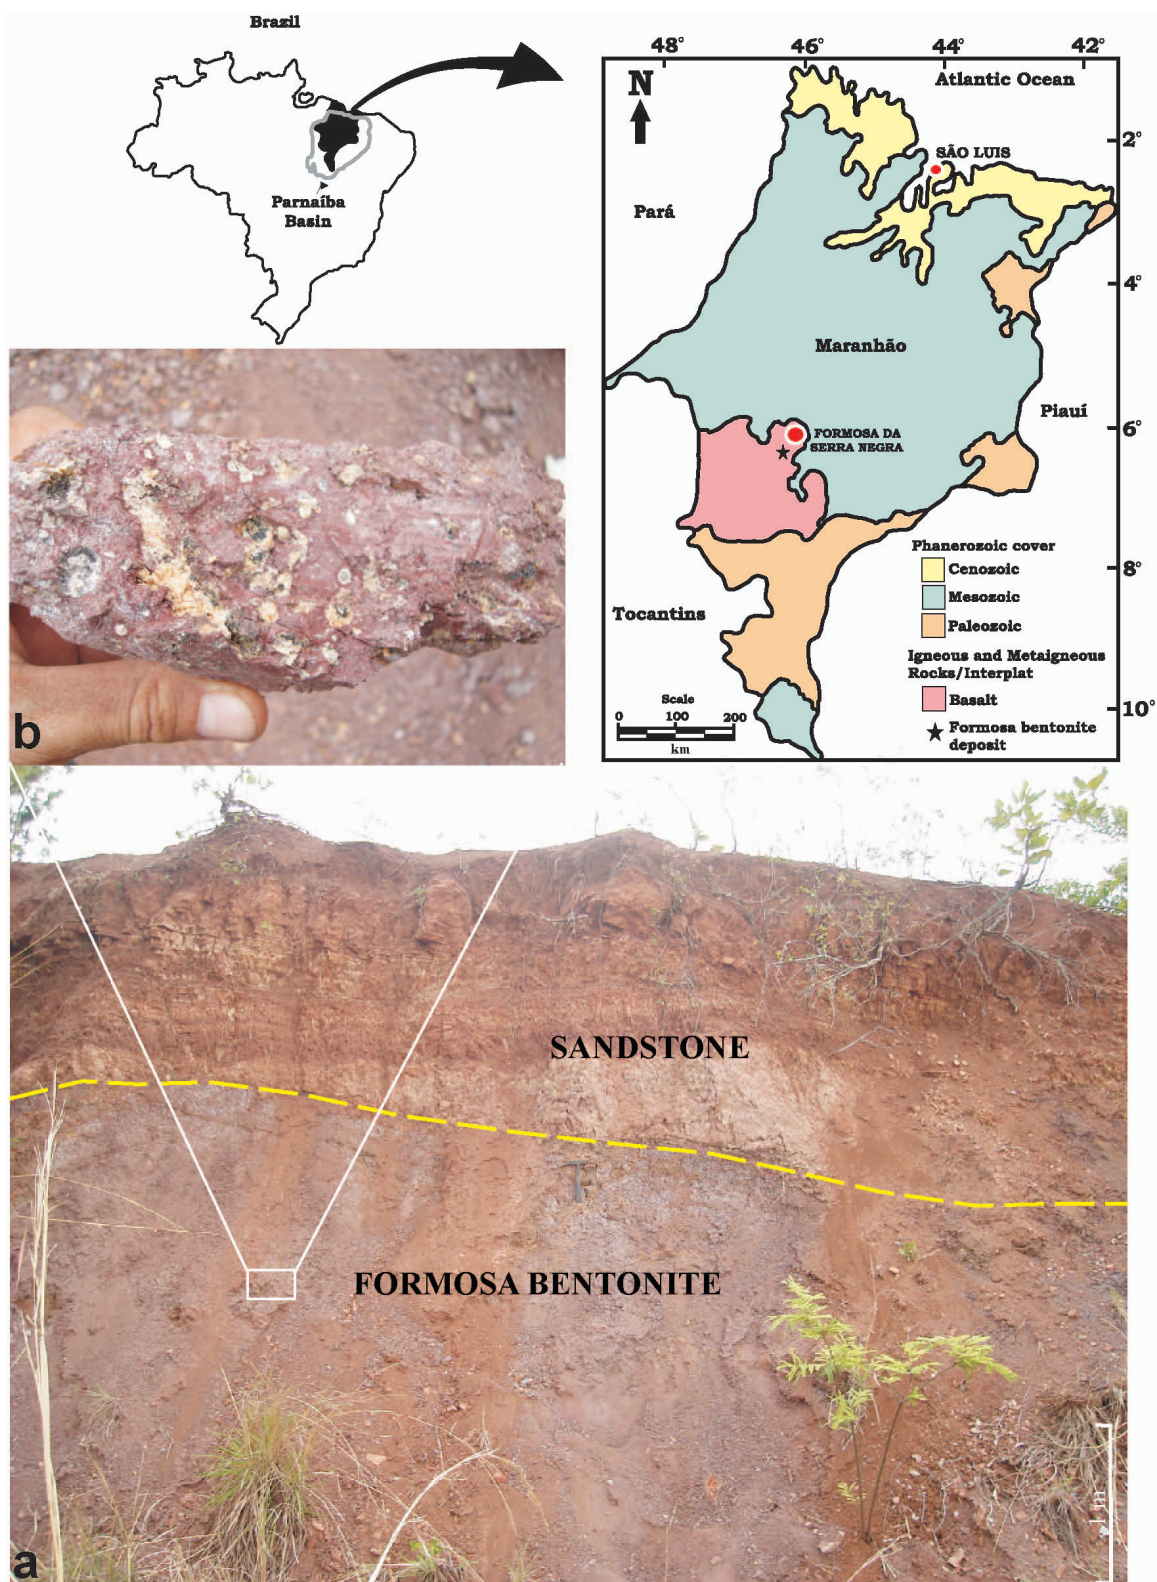 Brazil
Parnaíba
Basin
48°
46°
44°
42°
N
Atlantic Ocean
2°
SÃO LUIS
Pará
4°
Maranhão
Piauí
6°
FORMOSA DA
SERRA NEGRA
Phanerozoic cover
Cenozoic
8°
Mesozoic
Tocantins
Paleozoic
Igneous and Metaigneous
Rocks/Interplat
Scale
Basalt
0 100 200
km
10°
Formosa bentonite
deposit
b
SANDSTONE
FORMOSA BENTONITE
1 m
a